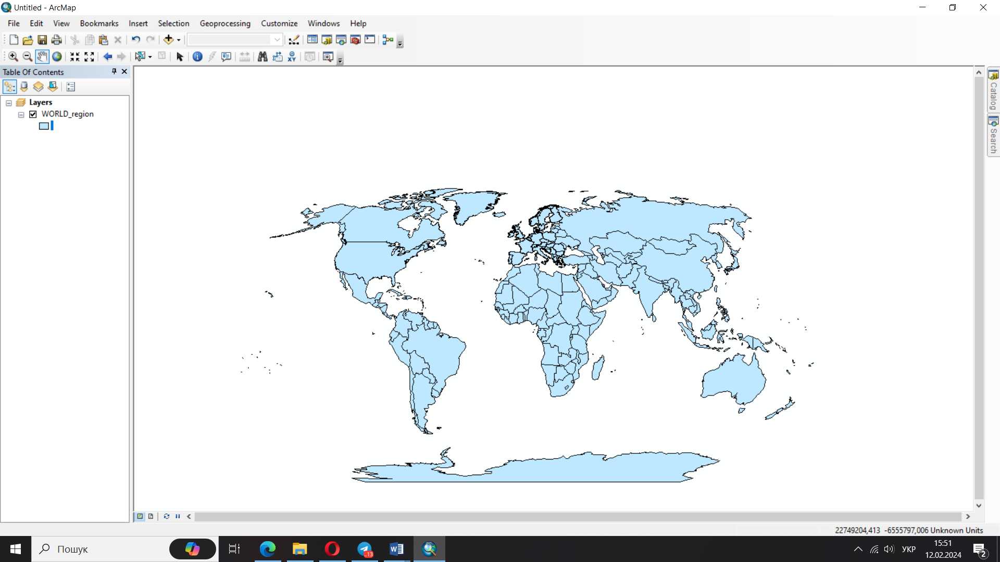 Untitled - ArcMap
File Edit View Bookmarks Insert Selection Geoprocessing Customize Windows Help
XY
Table Of Contents
Layers
WORLD_region
Catalog
Search
22749204,413 -6555797,006 Unknown Units
Пошук
..13
УКР
15:51
12.02.2024
2